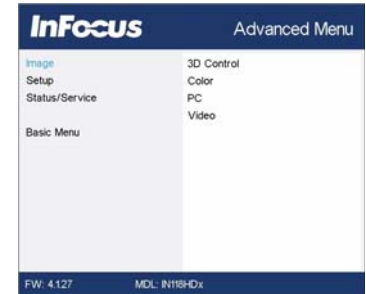 InFocus
Advanced Menu
Image
Setup
Status/Service
Basic Menu
3D Control
Color
PC
Video
FW: 4.127
MDL: IN118HDx